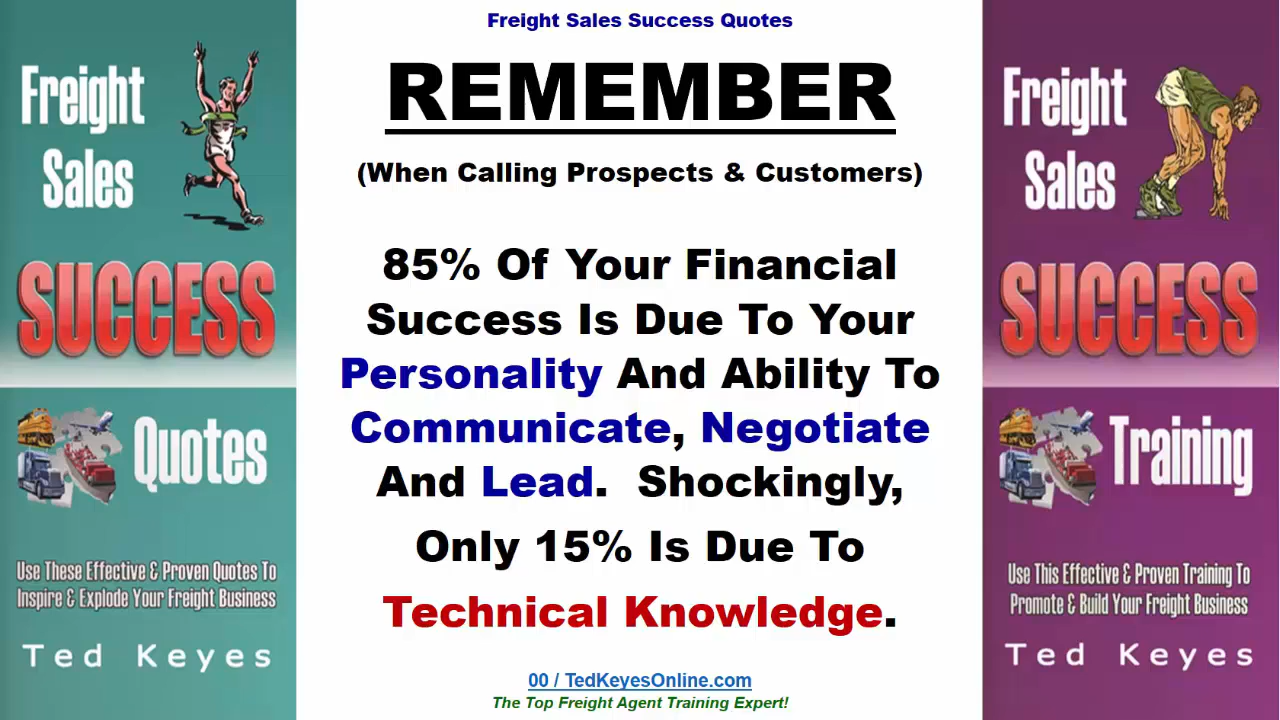 Freight Sales Success Quotes
REMEMBER
(When Calling Prospects & Customers)
85% Of Your Financial
Success Is Due To Your
Personality And Ability To
Communicate, Negotiate
And Lead. Shockingly,
Only 15% Is Due To
Technical Knowledge.
00 / TedKeyesOnline.com
The Top Freight Agent Training Expert!
Freight
Sales
SUCCESS
Quotes
Use These Effective & Proven Quotes To
Inspire & Explode Your Freight Business
Ted Keyes
Freight
Sales
SUCCESS
Training
Use This Effective & Proven Training To
Promote & Build Your Freight Business
Ted Keyes